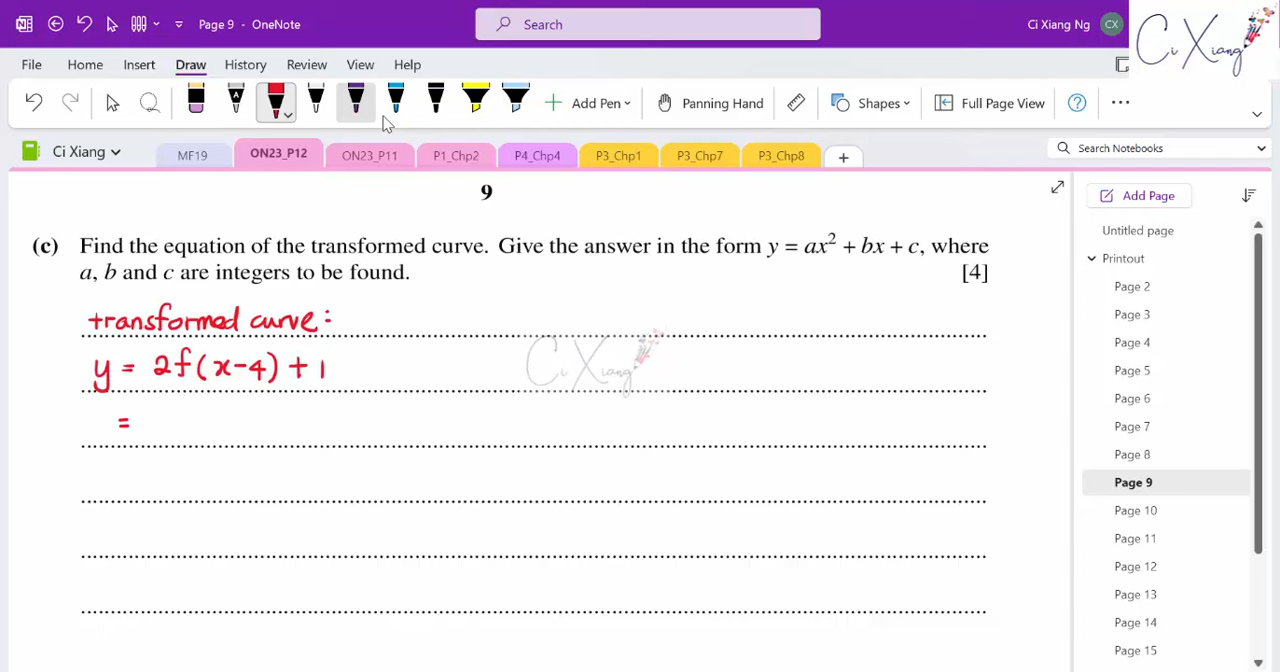 Page 9 - OneNote
Search
Ci Xiang Ng
CX
Ci Xiang
File Home Insert Draw History Review View Help
A
Add Pen
Panning Hand
Shapes
Full Page View
Ci Xiang
MF19
ON23_P12
ON23_P11
P1_Chp2
P4_Chp4
P3_Chp1
P3_Chp7
P3_Chp8
+
Search Notebooks
9
(c) Find the equation of the transformed curve. Give the answer in the form y = ax² + bx + c, where
a, b and c are integers to be found. [4]
transformed curve:
y = 2f(x-4) + 1
=
Ci Xiang
Add Page
Untitled page
Printout
Page 2
Page 3
Page 4
Page 5
Page 6
Page 7
Page 8
Page 9
Page 10
Page 11
Page 12
Page 13
Page 14
Page 15